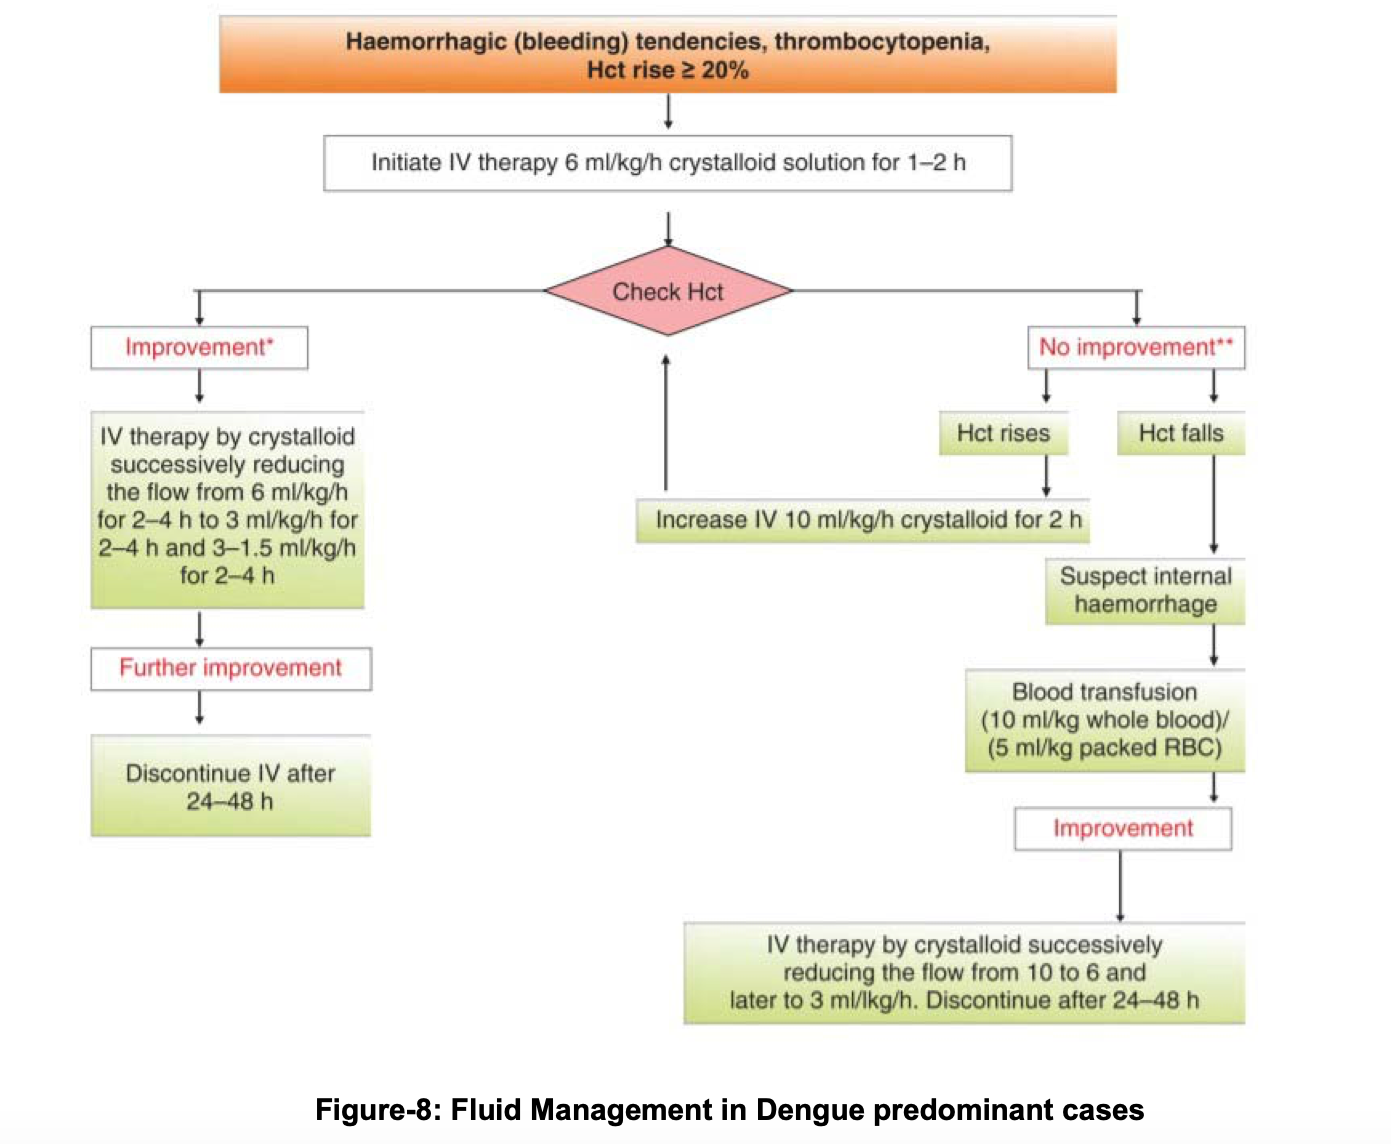 Haemorrhagic (bleeding) tendencies, thrombocytopenia,
Hct rise ≥ 20%
Initiate IV therapy 6 ml/kg/h crystalloid solution for 1–2 h
Check Hct
Improvement*
IV therapy by crystalloid
successively reducing
the flow from 6 ml/kg/h
for 2–4 h to 3 ml/kg/h for
2–4 h and 3–1.5 ml/kg/h
for 2–4 h
Further improvement
Discontinue IV after
24–48 h
No improvement**
Hct rises
Hct falls
Increase IV 10 ml/kg/h crystalloid for 2 h
Suspect internal
haemorrhage
Blood transfusion
(10 ml/kg whole blood)/
(5 ml/kg packed RBC)
Improvement
IV therapy by crystalloid successively
reducing the flow from 10 to 6 and
later to 3 ml/lkg/h. Discontinue after 24–48 h
Figure-8: Fluid Management in Dengue predominant cases